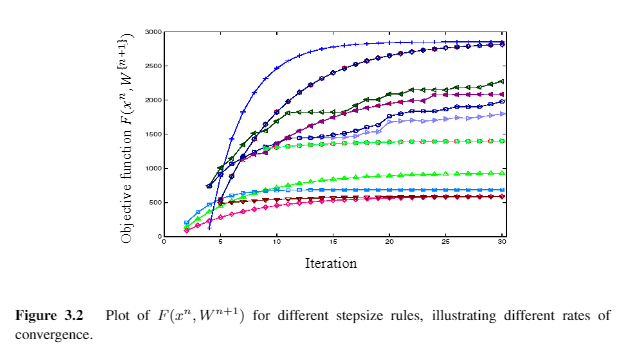 3000
2500
2000
1500
1000
500
0
0 5 10 15 20 25 30
Objective function F(x^n, W^{n+1})
Iteration
Figure 3.2 Plot of F(x^n, W^{n+1}) for different stepsize rules, illustrating different rates of
convergence.